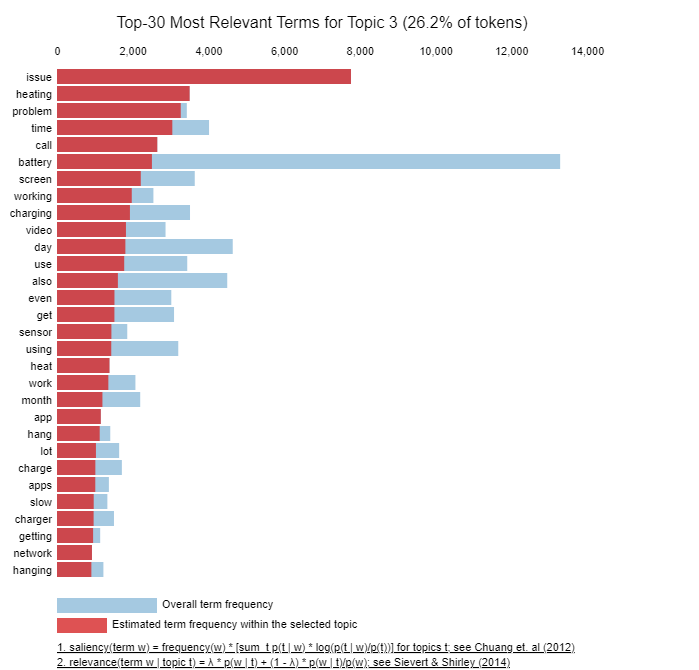 Top-30 Most Relevant Terms for Topic 3 (26.2% of tokens)
0 2,000 4,000 6,000 8,000 10,000 12,000 14,000
issue
heating
problem
time
call
battery
screen
working
charging
video
day
use
also
even
get
sensor
using
heat
work
month
app
hang
lot
charge
apps
slow
charger
getting
network
hanging
Overall term frequency
Estimated term frequency within the selected topic
1. saliency(term w) = frequency(w) * [sum_t p(t | w) * log(p(t | w)/p(t))] for topics t; see Chuang et. al (2012)
2. relevance(term w | topic t) = λ * p(w | t) + (1 - λ) * p(w | t)/p(w); see Sievert & Shirley (2014)